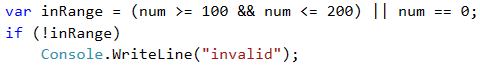 var inRange = (num >= 100 && num <= 200) || num == 0;
if (!inRange)
    Console.WriteLine("invalid");